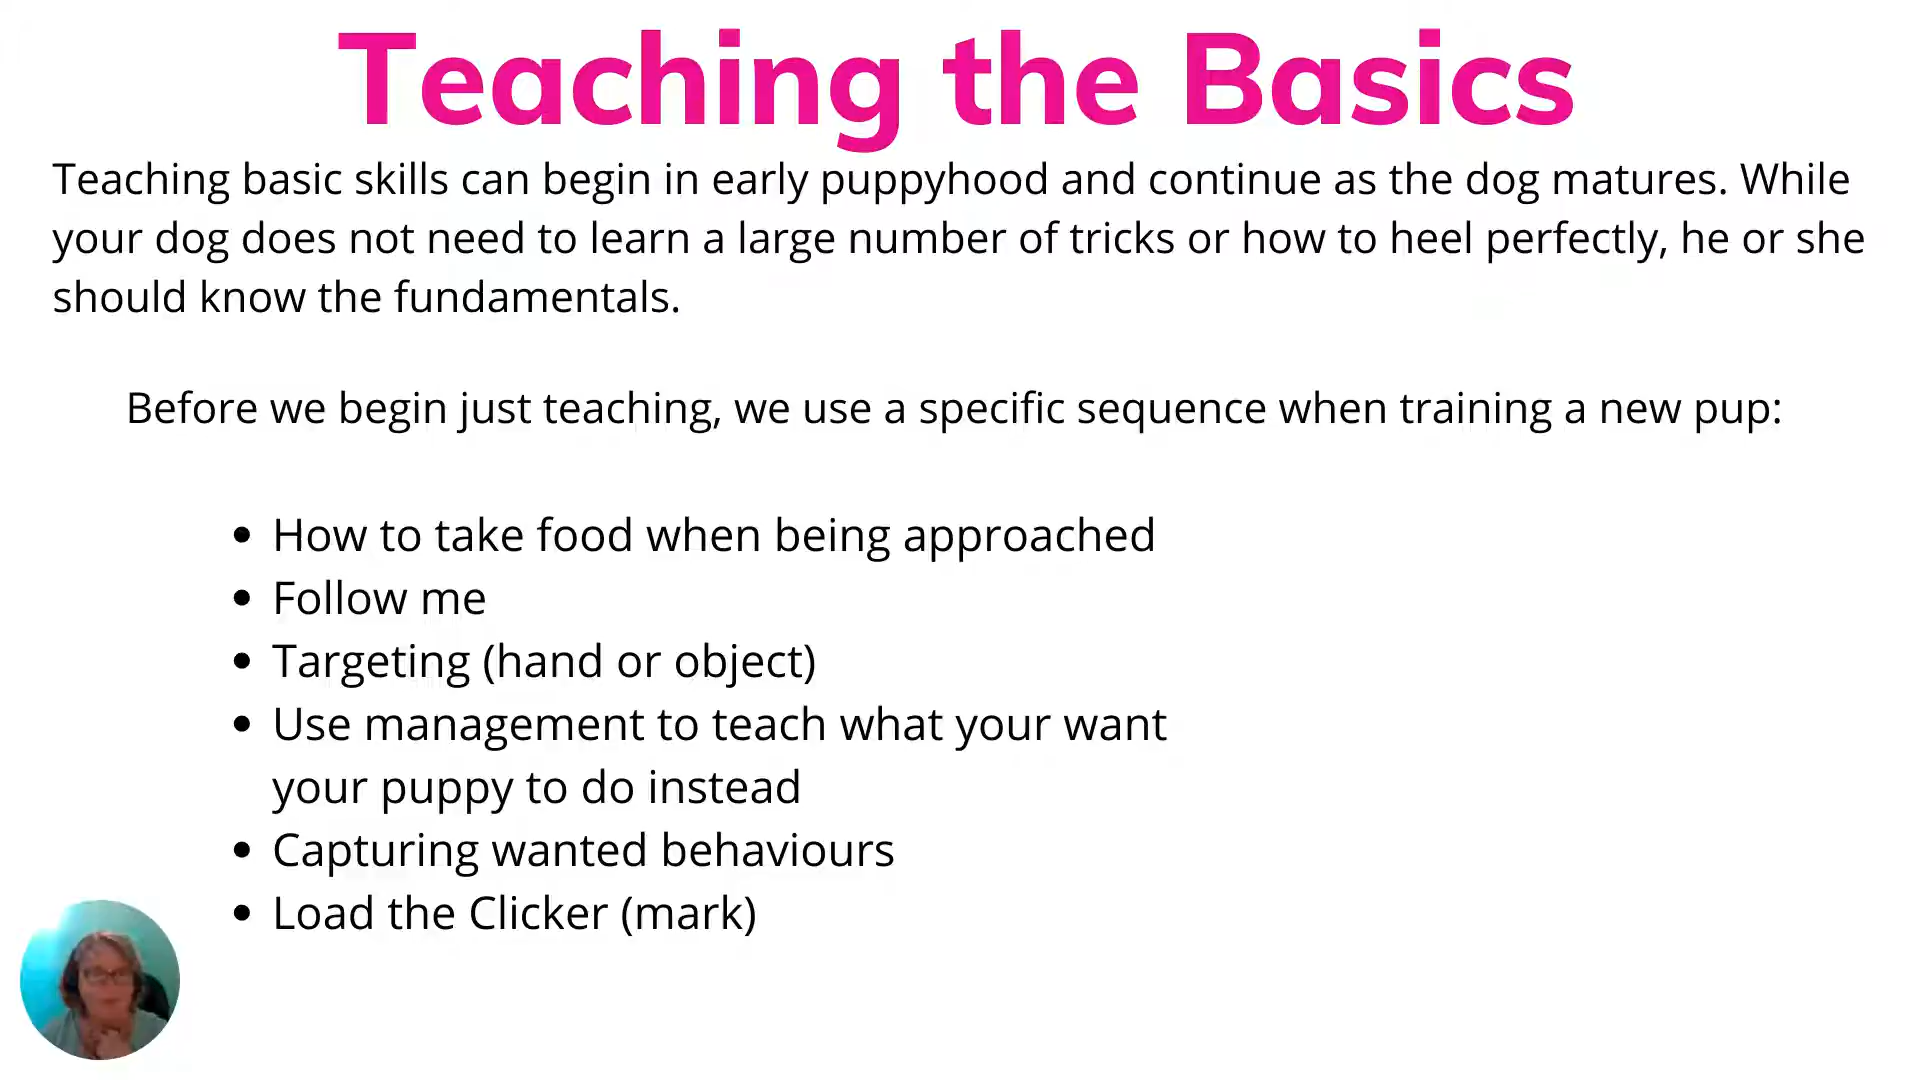 Teaching the Basics
Teaching basic skills can begin in early puppyhood and continue as the dog matures. While
your dog does not need to learn a large number of tricks or how to heel perfectly, he or she
should know the fundamentals.
Before we begin just teaching, we use a specific sequence when training a new pup:
• How to take food when being approached
• Follow me
• Targeting (hand or object)
• Use management to teach what your want
your puppy to do instead
• Capturing wanted behaviours
• Load the Clicker (mark)